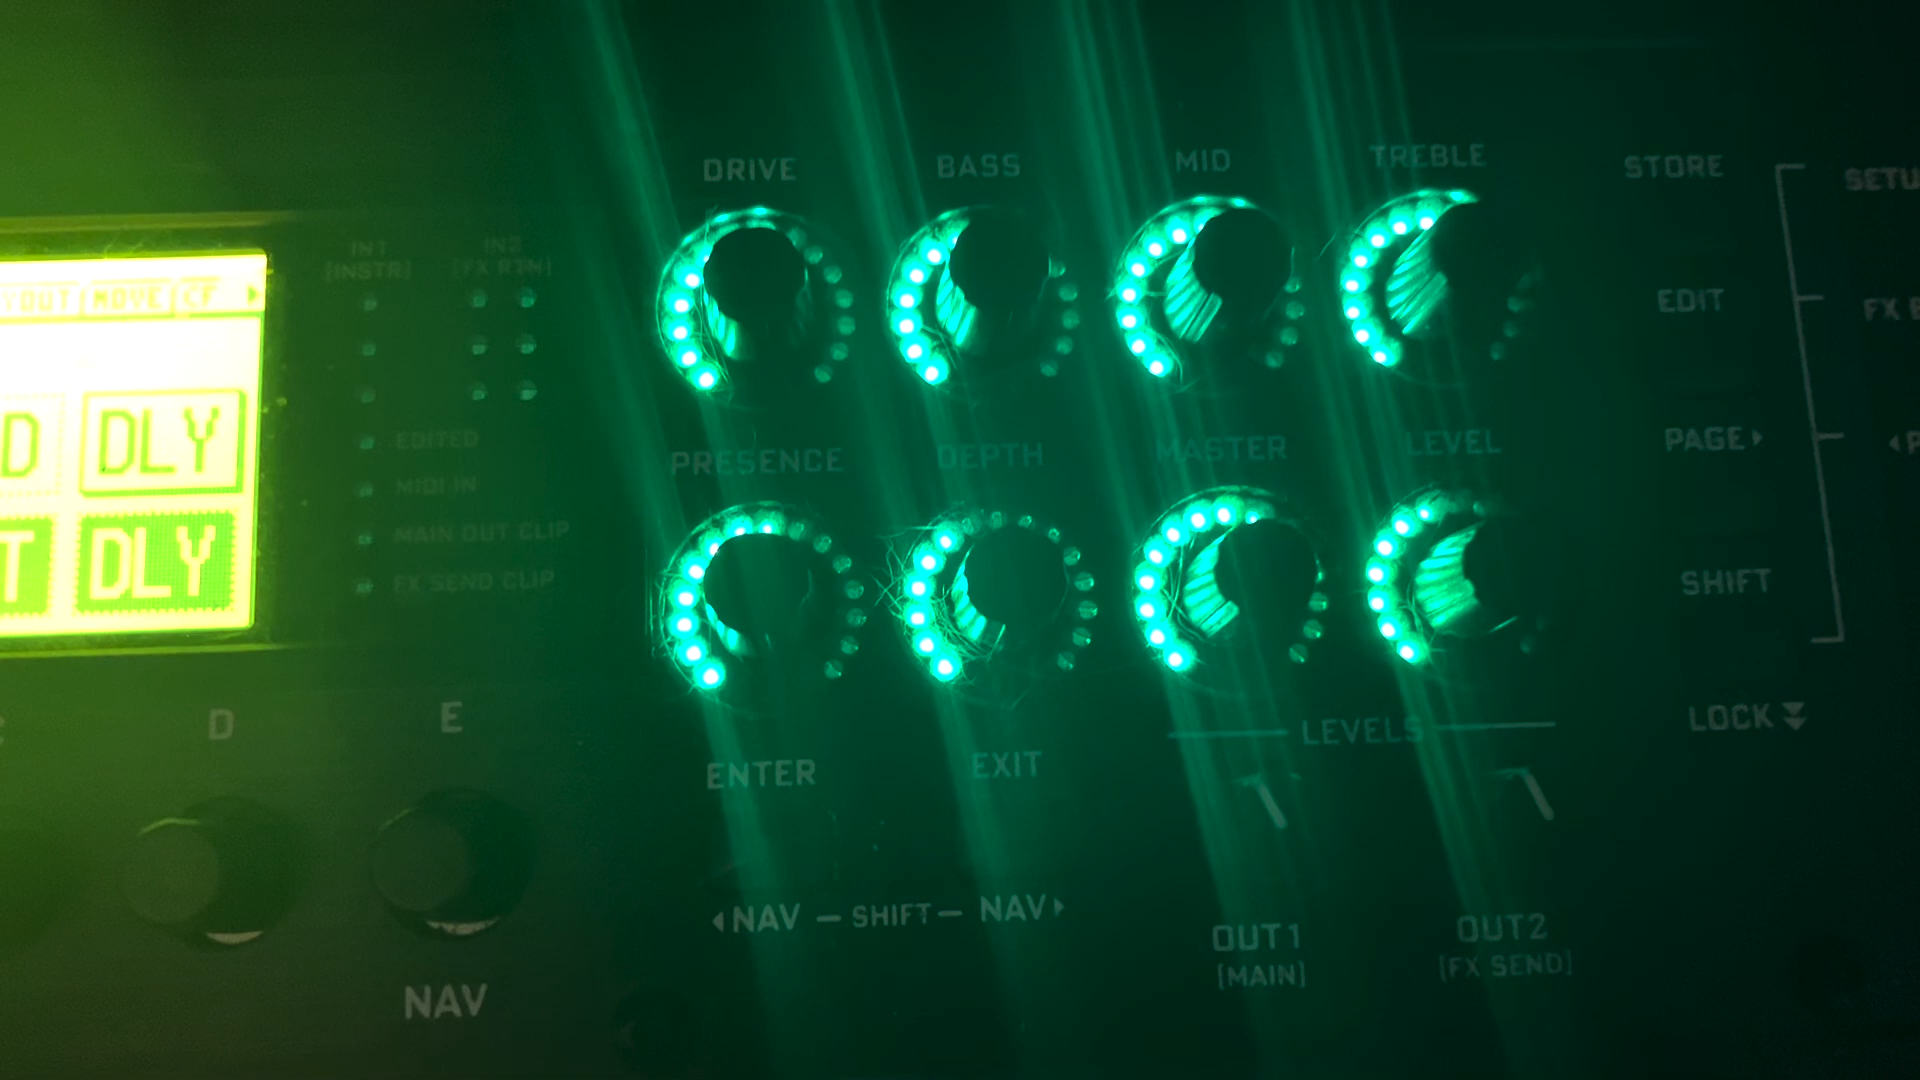 DRIVE BASS MID TREBLE STORE
IN1 IN2
[INSTR] [FX RTN]
MOVE CF
EDIT
D DLY
EDITED PRESENCE DEPTH MASTER LEVEL PAGE
MIDI IN
MAIN OUT CLIP
T DLY
FX SEND CLIP SHIFT
D E LEVELS LOCK
ENTER EXIT
NAV — SHIFT — NAV
OUT1 OUT2
[MAIN] [FX SEND]
NAV